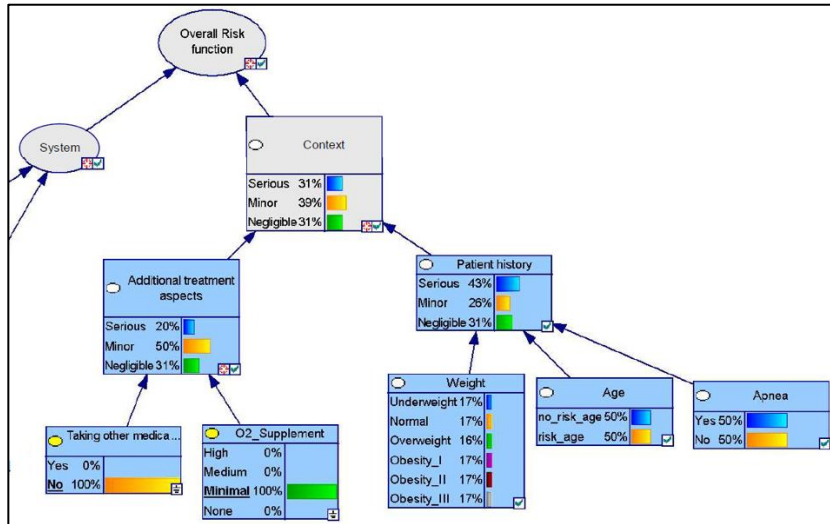 Overall Risk
function
System
Context
Serious 31%
Minor 39%
Negligible 31%
Additional treatment
aspects
Serious 20%
Minor 50%
Negligible 31%
Patient history
Serious 43%
Minor 26%
Negligible 31%
Taking other medica ...
Yes 0%
No 100%
O2_Supplement
High 0%
Medium 0%
Minimal 100%
None 0%
Weight
Underweight 17%
Normal 17%
Overweight 16%
Obesity_I 17%
Obesity_II 17%
Obesity_III 17%
Age
no_risk_age 50%
risk_age 50%
Apnea
Yes 50%
No 50%